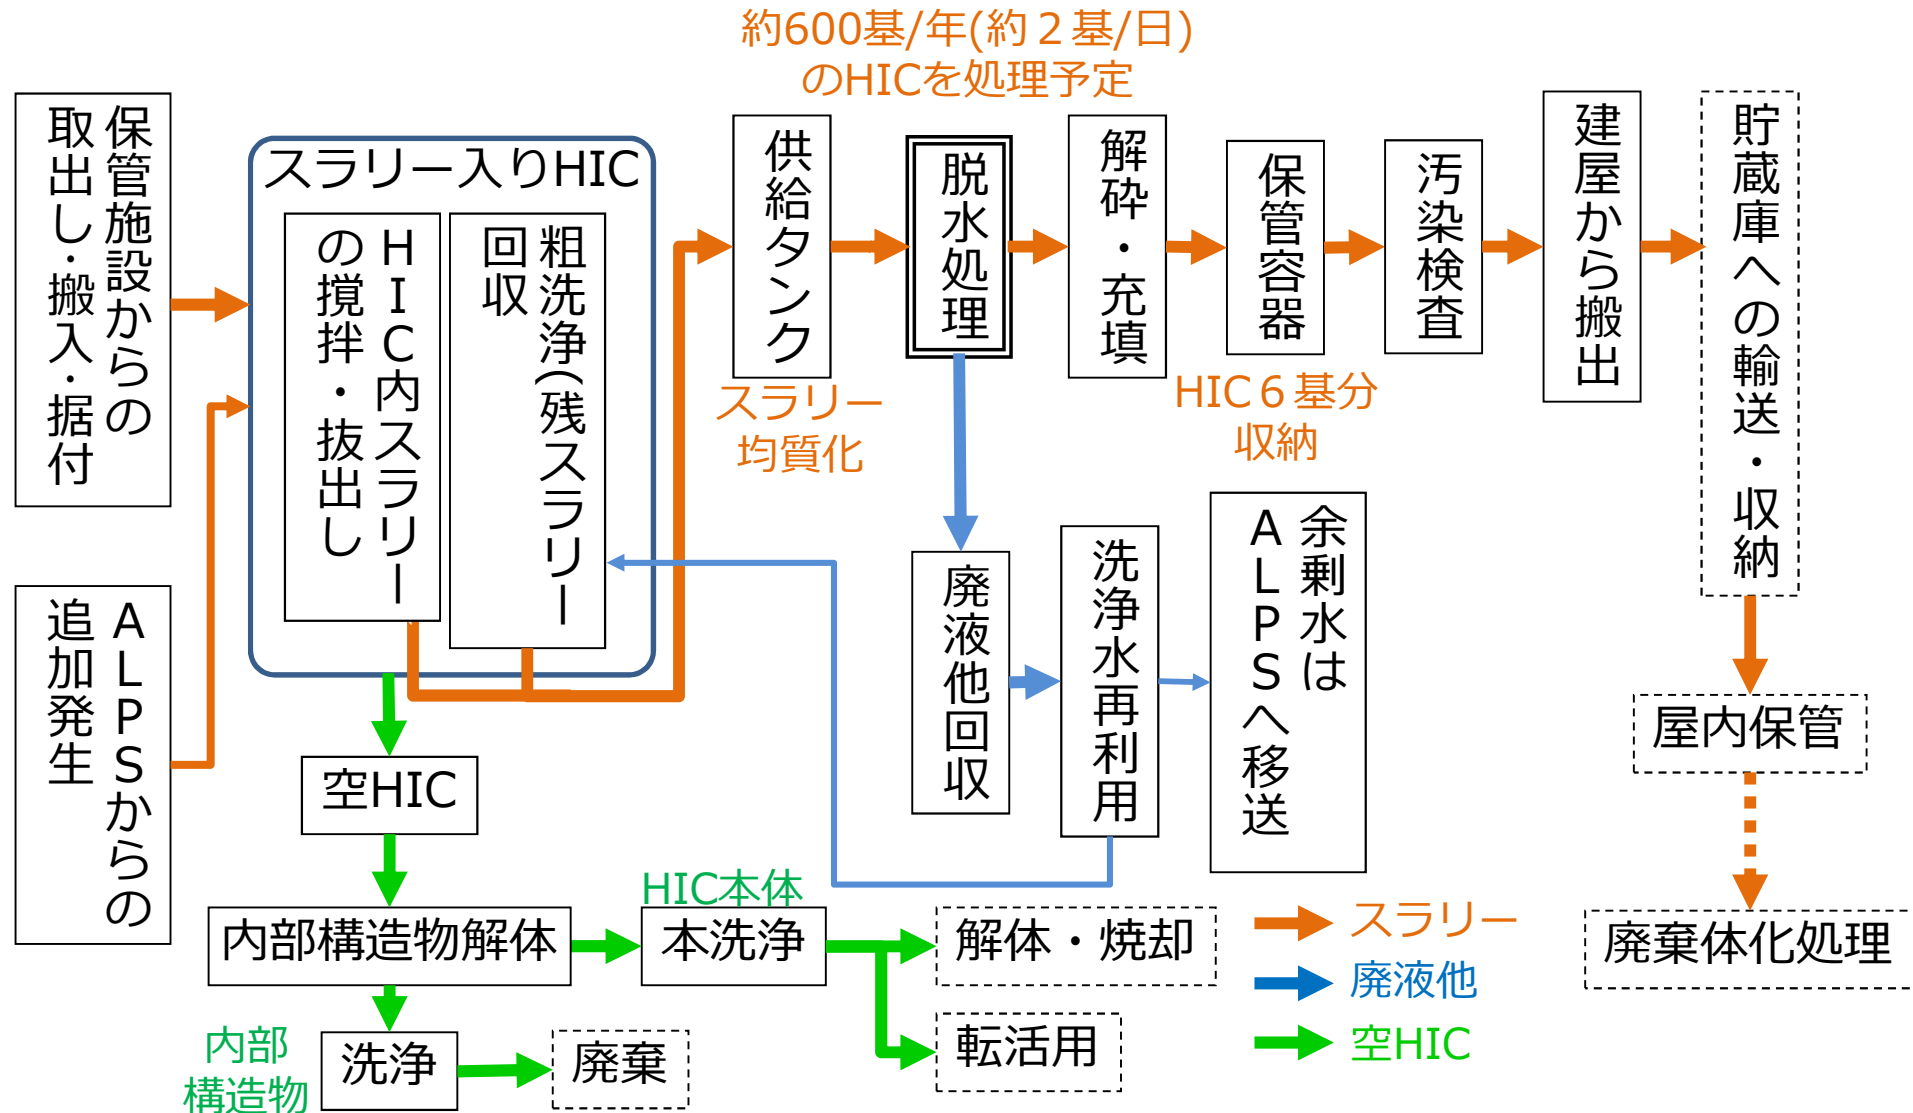 約600基/年(約２基/日)
のHICを処理予定
保管施設からの
取出し・搬入・据付
ALPSからの
追加発生
スラリー入りHIC
HIC内スラリー
の撹拌・抜出し
粗洗浄(残スラリー
回収
供給タンク
スラリー
均質化
脱水処理
解砕・充填
保管容器
HIC６基分
収納
汚染検査
建屋から搬出
貯蔵庫への輸送・収納
屋内保管
廃棄体化処理
廃液他回収
洗浄水再利用
余剰水は
ALPSへ移送
空HIC
内部構造物解体
HIC本体
本洗浄
解体・焼却
転活用
内部
構造物
洗浄
廃棄
スラリー
廃液他
空HIC